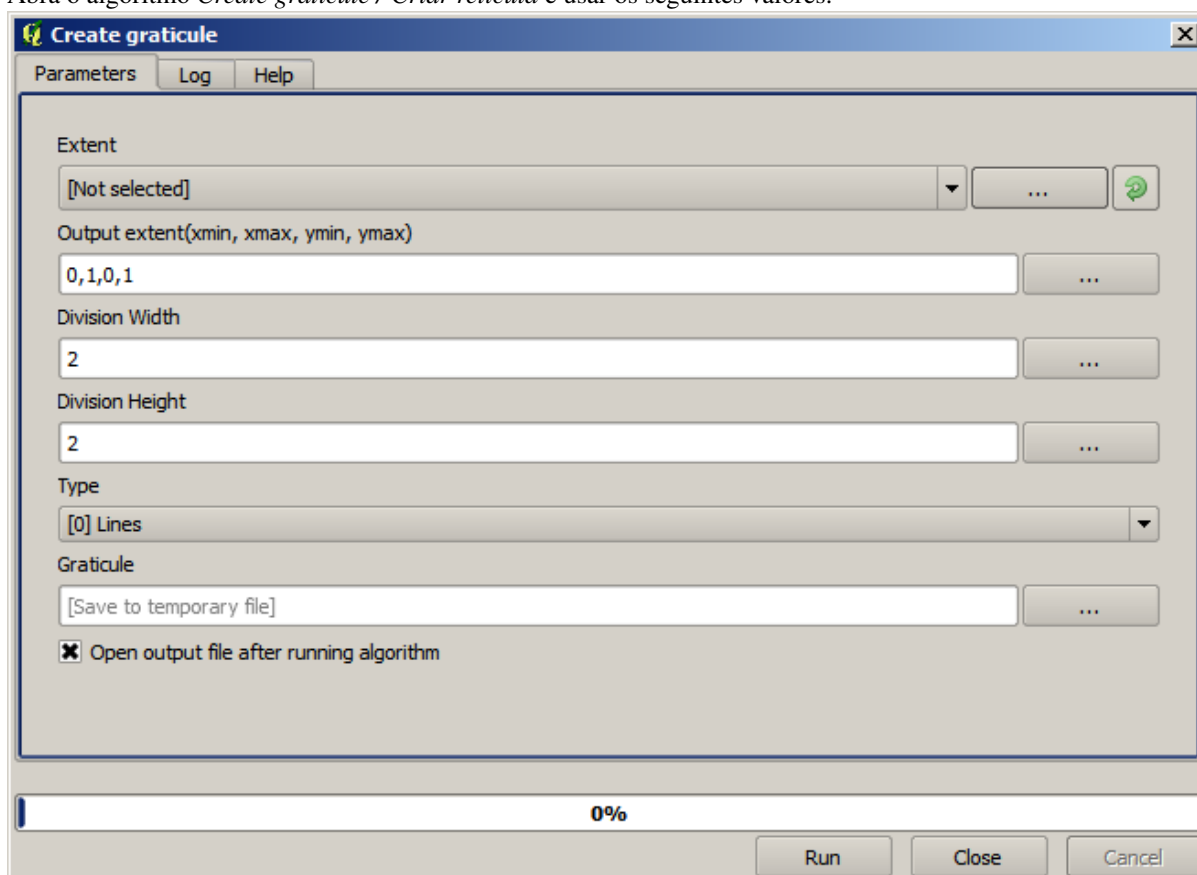 Abra o algoritmo Create graticule / Criar retícula e usar os seguintes valores:
Create graticule
Parameters Log Help
Extent
[Not selected] ...
Output extent(xmin, xmax, ymin, ymax)
0,1,0,1 ...
Division Width
2 ...
Division Height
2 ...
Type
[0] Lines
Graticule
[Save to temporary file] ...
Open output file after running algorithm
0%
Run Close Cancel